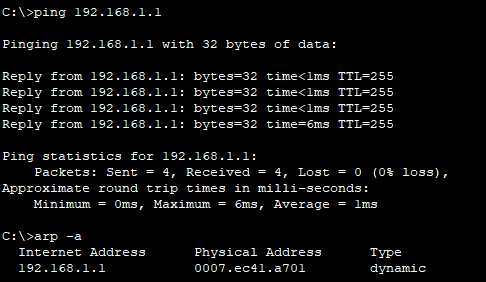 C:\>ping 192.168.1.1
Pinging 192.168.1.1 with 32 bytes of data:
Reply from 192.168.1.1: bytes=32 time<1ms TTL=255
Reply from 192.168.1.1: bytes=32 time<1ms TTL=255
Reply from 192.168.1.1: bytes=32 time<1ms TTL=255
Reply from 192.168.1.1: bytes=32 time=6ms TTL=255
Ping statistics for 192.168.1.1:
    Packets: Sent = 4, Received = 4, Lost = 0 (0% loss),
Approximate round trip times in milli-seconds:
    Minimum = 0ms, Maximum = 6ms, Average = 1ms
C:\>arp -a
  Internet Address      Physical Address      Type
  192.168.1.1           0007.ec41.a701        dynamic